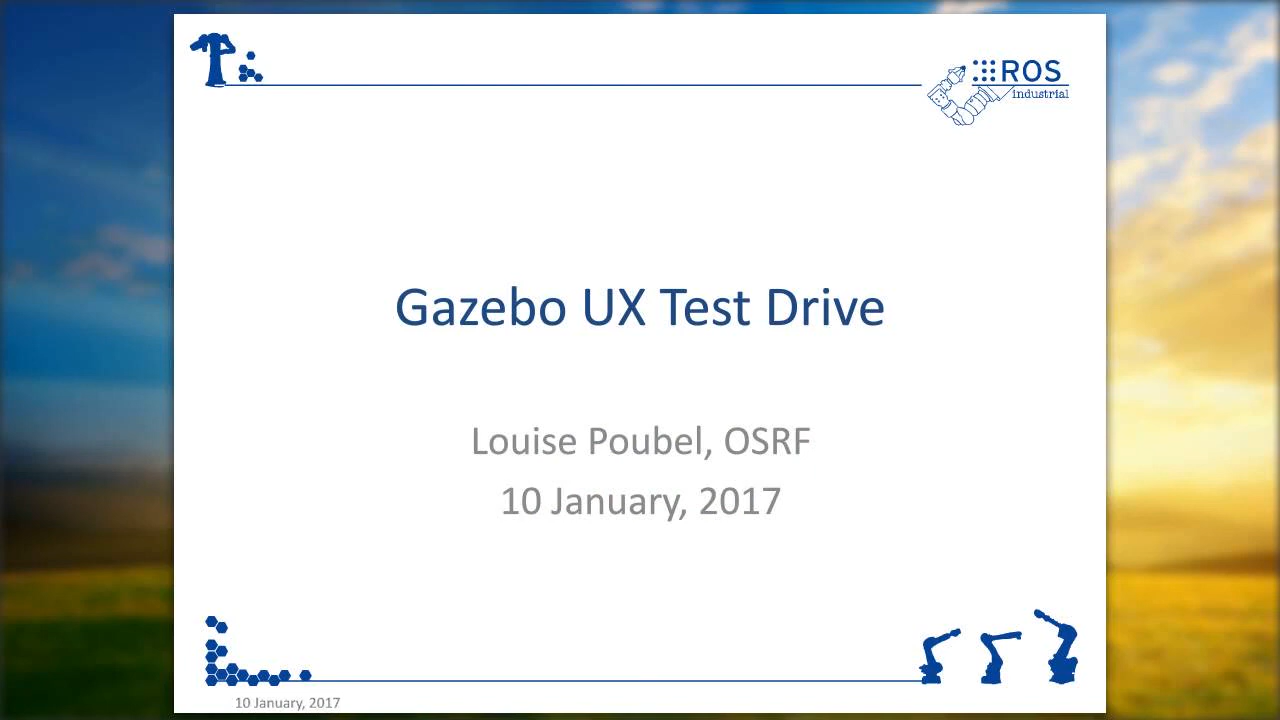 ROS
industrial
Gazebo UX Test Drive
Louise Poubel, OSRF
10 January, 2017
10 January, 2017